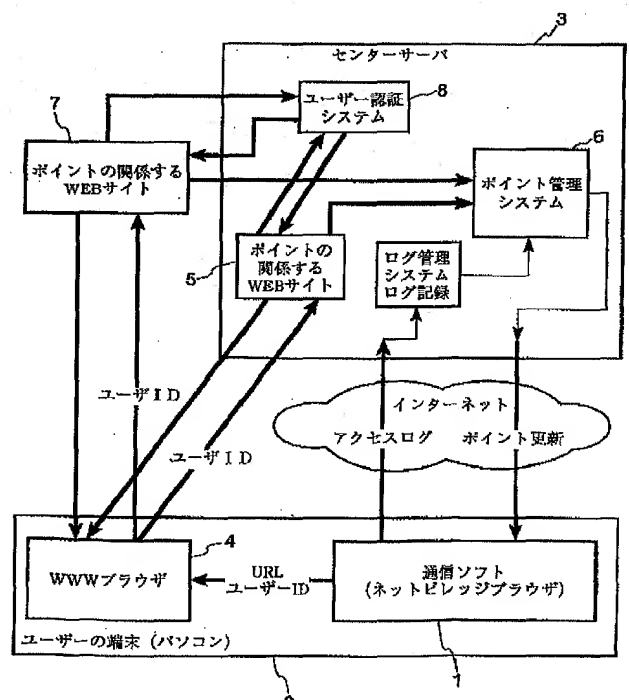 3
センターサーバ
8
ユーザー認証
システム
7
ポイントの関係する
WEBサイト
6
ポイント管理
システム
5
ポイントの
関係する
WEBサイト
ログ管理
システム
ログ記録
ユーザID
ユーザID
インターネット
アクセスログ
ポイント更新
4
WWWブラウザ
URL
ユーザーID
通信ソフト
(ネットビレッジブラウザ)
ユーザーの端末(パソコン)
1